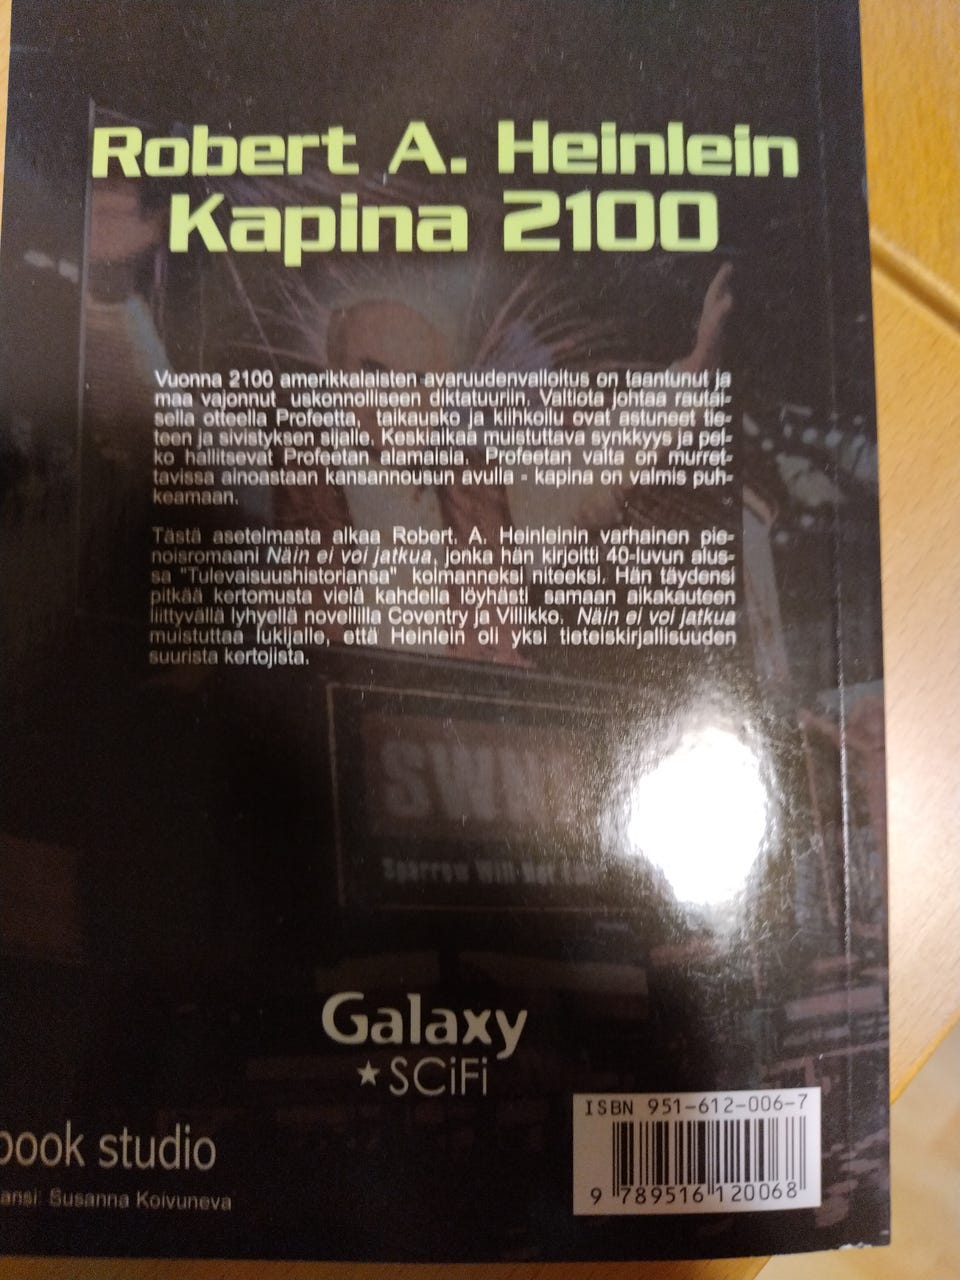 Robert A. Heinlein
Kapina 2100
Vuonna 2100 amerikkalaisten avaruudenvalloitus on taantunut ja
maa vajonnut uskonnolliseen diktatuuriin. Valtiota johtaa rautai-
sella otteella Profeetta, taikausko ja kiihkoilu ovat astuneet tie-
teen ja sivistyksen sijalle. Keskiaikaa muistuttava synkkyys ja pel-
ko hallitsevat Profeetan alamaisia. Profeetan valta on murret-
tavissa ainoastaan kansannousun avulla - kapina on valmis puh-
keamaan.
Tästä asetelmasta alkaa Robert. A. Heinleinin varhainen pie-
noisromaani Näin ei voi jatkua, jonka hän kirjoitti 40-luvun alus-
sa "Tulevaisuushistoriansa" kolmanneksi niteeksi. Hän täydensi
pitkää kertomusta vielä kahdella löyhästi samaan aikakauteen
liittyvällä lyhyellä novellilla Coventry ja Villikko. Näin ei voi jatkua
muistuttaa lukijalle, että Heinlein oli yksi tieteiskirjallisuuden
suurista kertojista.
SWN
Sparrow Will Not
Galaxy
SCiFi
ISBN 951-612-006-7
book studio
ansi: Susanna Koivuneva
9 789516 120068